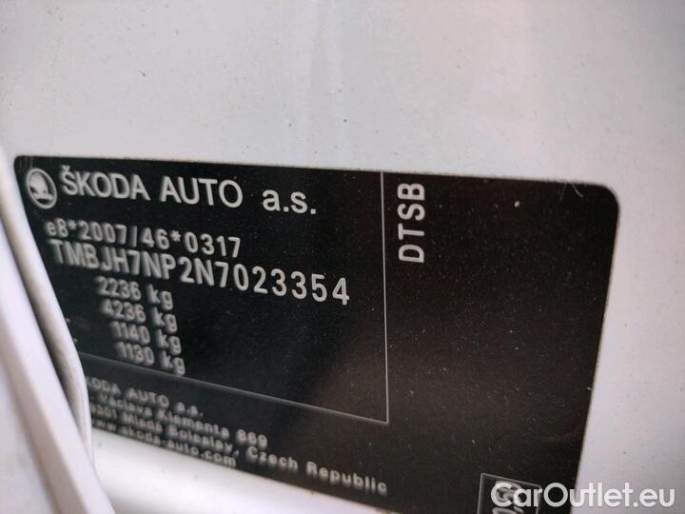 ŠKODA AUTO a.s.
e8*2007/46*0317
TMBJH7NP2N7023354
2236 kg
4236 kg
1140 kg
1130 kg
DTSB
ŠKODA AUTO a.s.
Václava Klementa 869
Mladá Boleslav, Czech Republic
www.skoda-auto.com
CarOutlet.eu